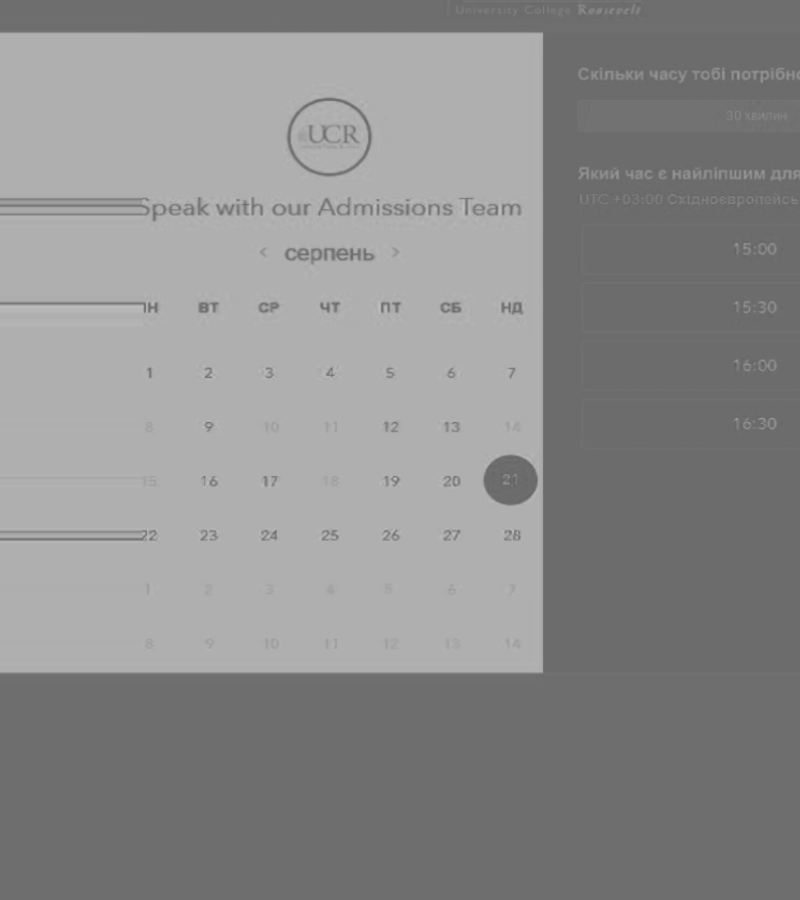 University College Roosevelt
UCR
Speak with our Admissions Team
< серпень >
ПН ВТ СР ЧТ ПТ СБ НД
1 2 3 4 5 6 7
8 9 10 11 12 13 14
15 16 17 18 19 20 21
22 23 24 25 26 27 28
1 2 3 4 5 6 7
8 9 10 11 12 13 14
Скільки часу тобі потрібно
30 хвилин
Який час є найліпшим для
UTC +03:00 Східноєвропейсь
15:00
15:30
16:00
16:30